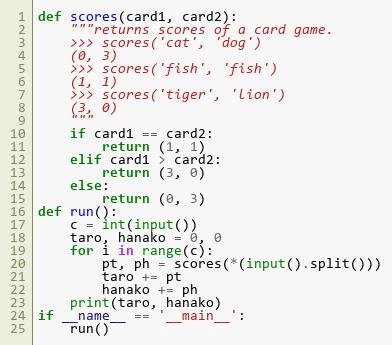 1 def scores(card1, card2):
2     """returns scores of a card game.
3     >>> scores('cat', 'dog')
4     (0, 3)
5     >>> scores('fish', 'fish')
6     (1, 1)
7     >>> scores('tiger', 'lion')
8     (3, 0)
9     """
10     if card1 == card2:
11         return (1, 1)
12     elif card1 > card2:
13         return (3, 0)
14     else:
15         return (0, 3)
16 def run():
17     c = int(input())
18     taro, hanako = 0, 0
19     for i in range(c):
20         pt, ph = scores(*(input().split()))
21         taro += pt
22         hanako += ph
23     print(taro, hanako)
24 if __name__ == '__main__':
25     run()